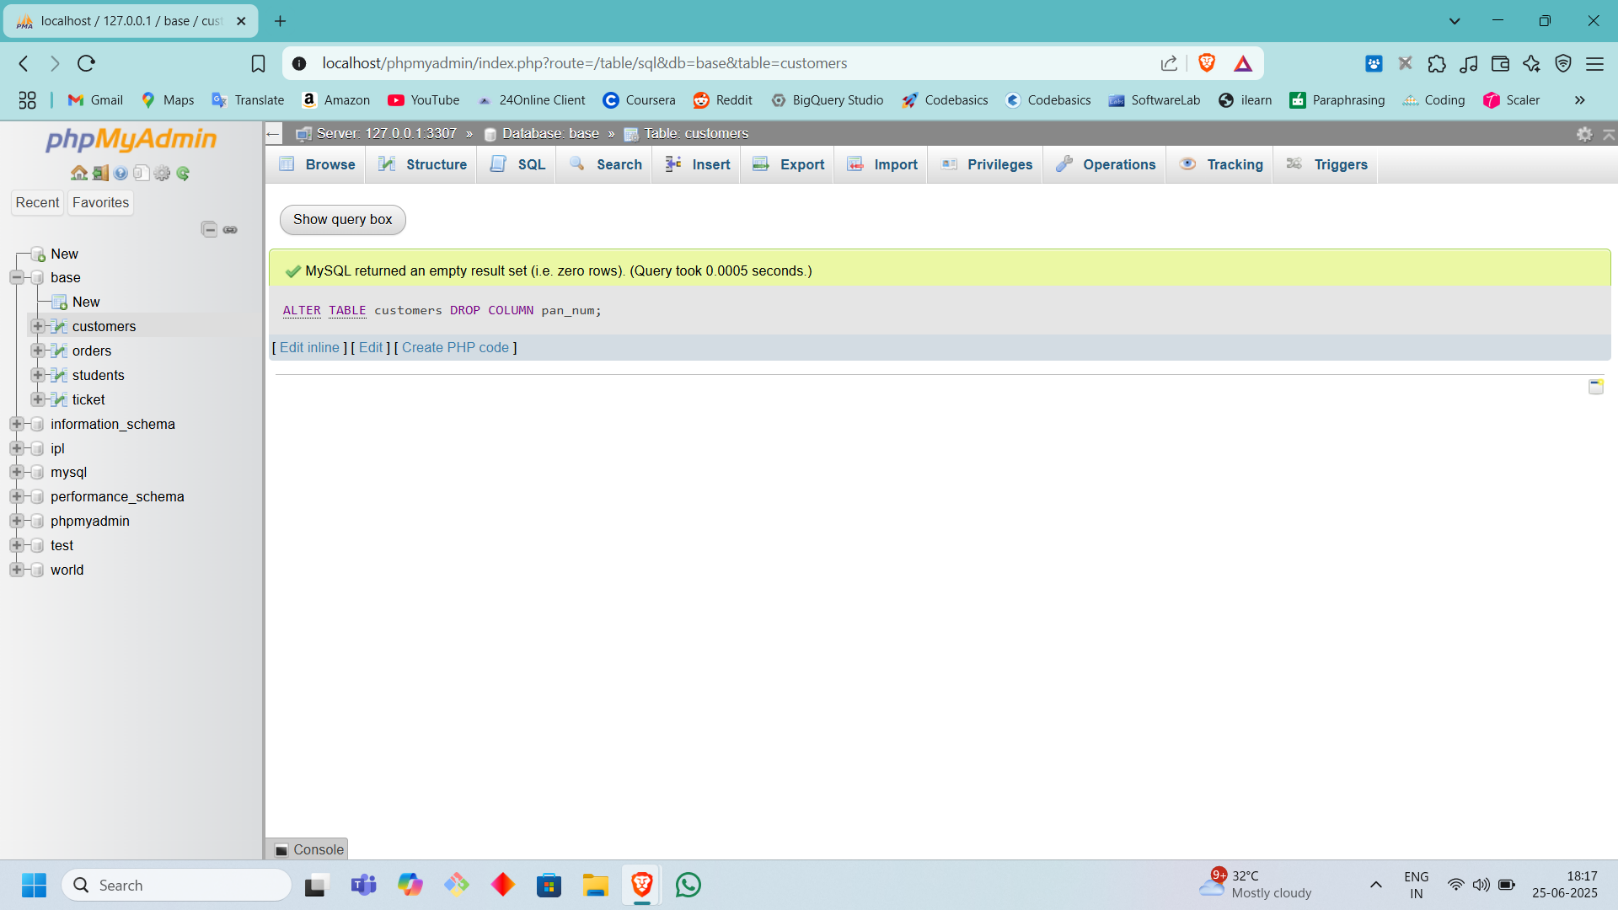 localhost / 127.0.0.1 / base / cus
localhost/phpmyadmin/index.php?route=/table/sql&db=base&table=customers
Gmail Maps Translate Amazon YouTube 24Online Client Coursera Reddit BigQuery Studio Codebasics Codebasics SoftwareLab ilearn Paraphrasing Coding Scaler »
phpMyAdmin
Recent Favorites
New
base
New
customers
orders
students
ticket
information_schema
ipl
mysql
performance_schema
phpmyadmin
test
world
Server: 127.0.0.1:3307 » Database: base » Table: customers
Browse Structure SQL Search Insert Export Import Privileges Operations Tracking Triggers
Show query box
MySQL returned an empty result set (i.e. zero rows). (Query took 0.0005 seconds.)
ALTER TABLE customers DROP COLUMN pan_num;
[ Edit inline ] [ Edit ] [ Create PHP code ]
Console
Search
9+
32°C
Mostly cloudy
ENG
IN
18:17
25-06-2025